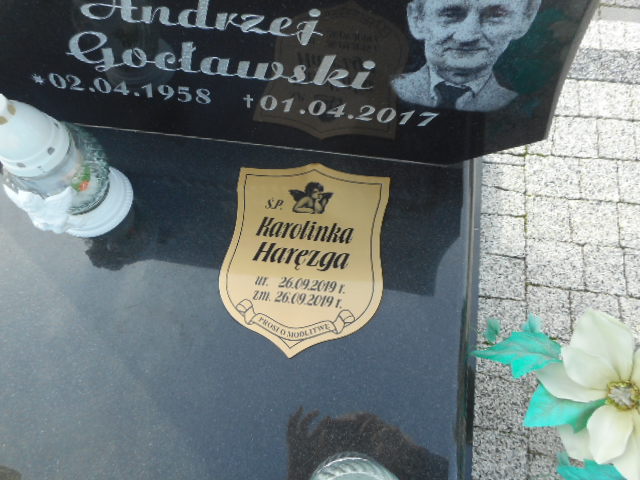 Andrzej
Gocławski
*02.04.1958 †01.04.2017
Ś.P.
Karolinka
Haręzga
ur. 26.09.2019 r.
zm. 26.09.2019 r.
PROSI O MODLITWĘ